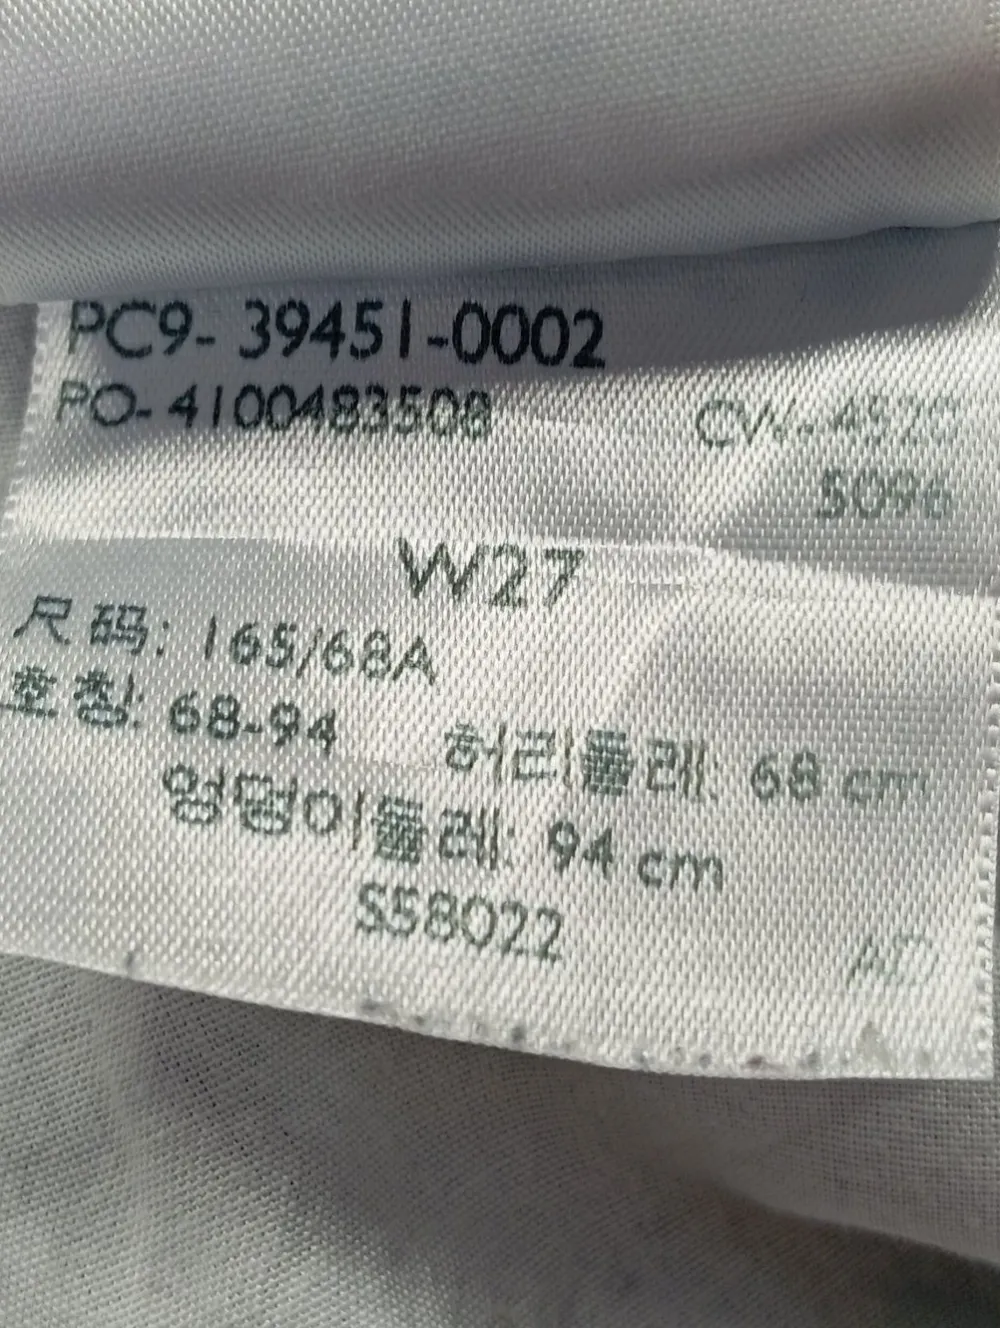 PC9- 39451-0002
PO- 4100483508
5096
W27
尺码: 165/68A
호칭: 68-94 허리둘레: 68 cm
엉덩이둘레: 94 cm
S58022